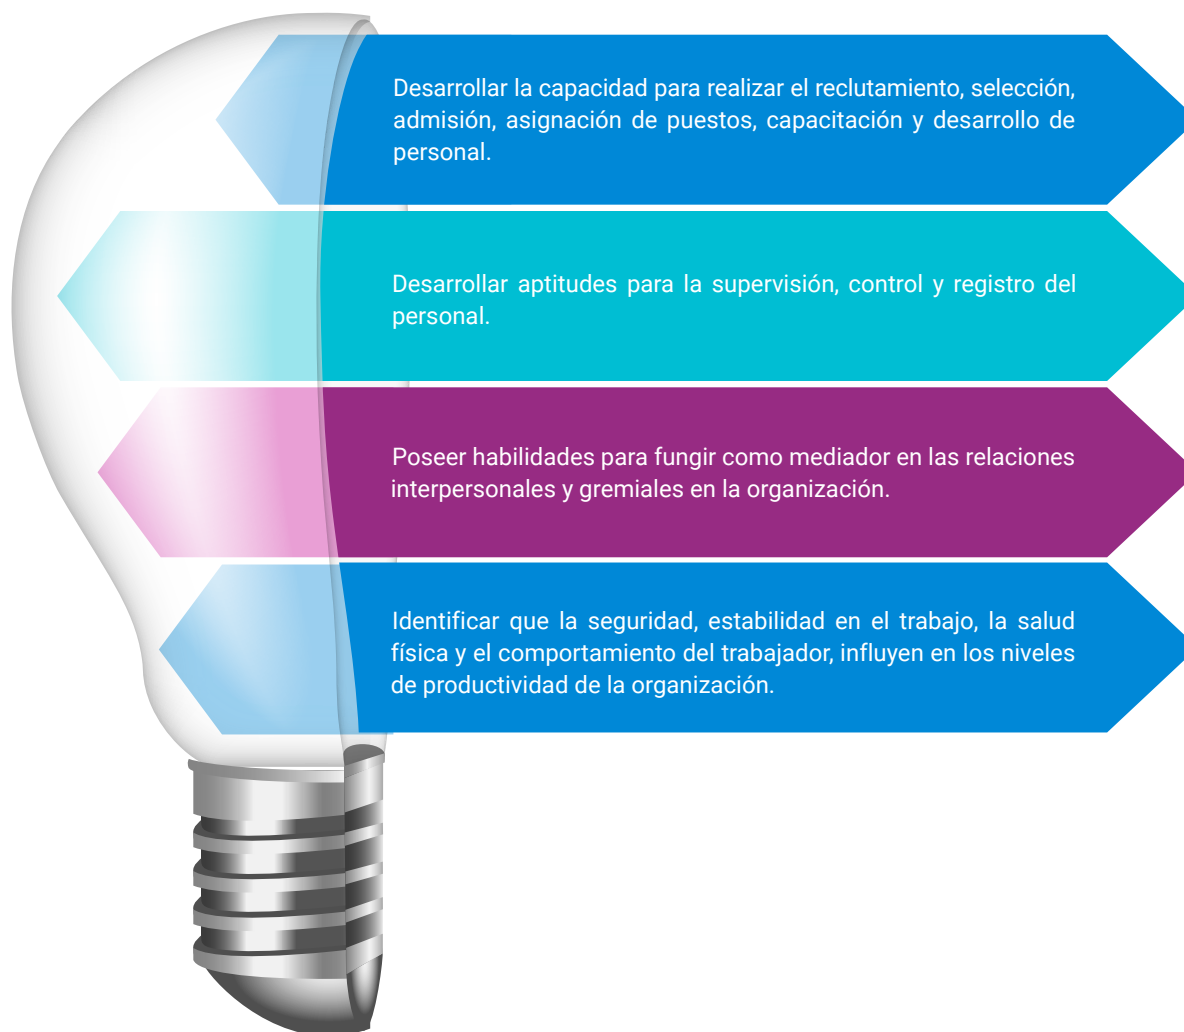 Desarrollar la capacidad para realizar el reclutamiento, selección,
admisión, asignación de puestos, capacitación y desarrollo de
personal.
Desarrollar aptitudes para la supervisión, control y registro del
personal.
Poseer habilidades para fungir como mediador en las relaciones
interpersonales y gremiales en la organización.
Identificar que la seguridad, estabilidad en el trabajo, la salud
física y el comportamiento del trabajador, influyen en los niveles
de productividad de la organización.